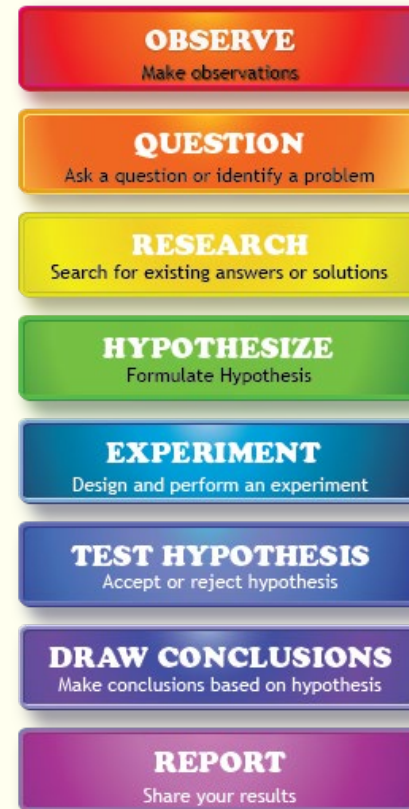 OBSERVE
Make observations
QUESTION
Ask a question or identify a problem
RESEARCH
Search for existing answers or solutions
HYPOTHESIZE
Formulate Hypothesis
EXPERIMENT
Design and perform an experiment
TEST HYPOTHESIS
Accept or reject hypothesis
DRAW CONCLUSIONS
Make conclusions based on hypothesis
REPORT
Share your results